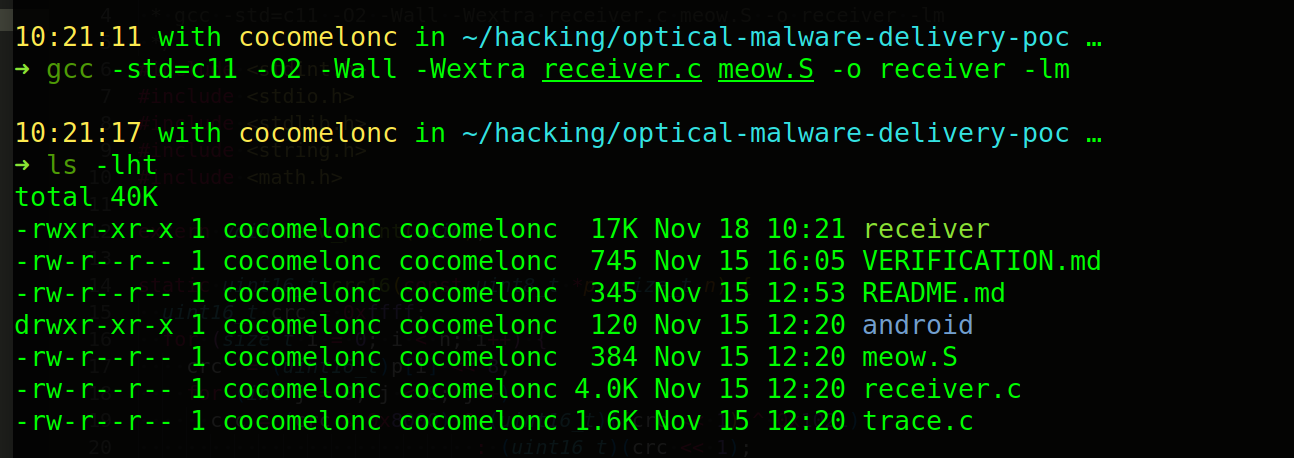 10:21:11 with cocomelonc in ~/hacking/optical-malware-delivery-poc …
➜ gcc -std=c11 -O2 -Wall -Wextra receiver.c meow.S -o receiver -lm
10:21:17 with cocomelonc in ~/hacking/optical-malware-delivery-poc …
➜ ls -lht
total 40K
-rwxr-xr-x 1 cocomelonc cocomelonc  17K Nov 18 10:21 receiver
-rw-r--r-- 1 cocomelonc cocomelonc  745 Nov 15 16:05 VERIFICATION.md
-rw-r--r-- 1 cocomelonc cocomelonc  345 Nov 15 12:53 README.md
drwxr-xr-x 1 cocomelonc cocomelonc  120 Nov 15 12:20 android
-rw-r--r-- 1 cocomelonc cocomelonc  384 Nov 15 12:20 meow.S
-rw-r--r-- 1 cocomelonc cocomelonc 4.0K Nov 15 12:20 receiver.c
-rw-r--r-- 1 cocomelonc cocomelonc 1.6K Nov 15 12:20 trace.c